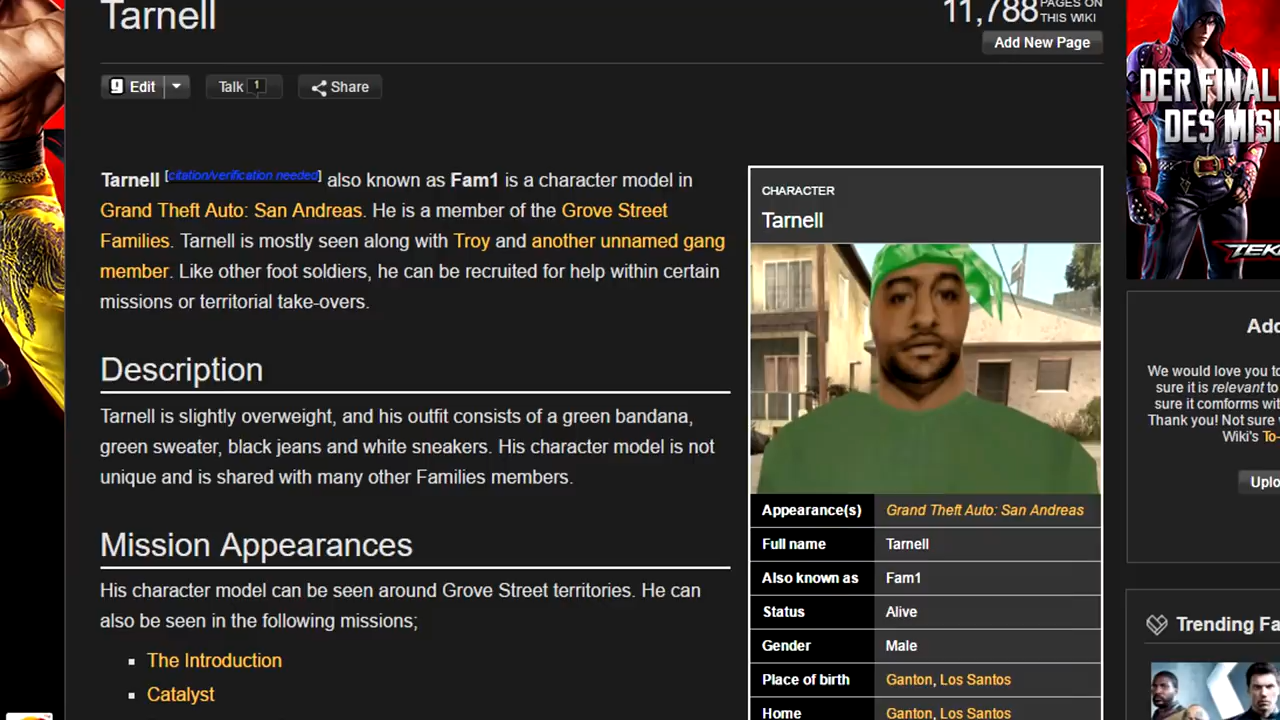 Tarnell
11,788 PAGES ON THIS WIKI
Add New Page
Edit
Talk 1
Share
Tarnell [citation/verification needed] also known as Fam1 is a character model in
Grand Theft Auto: San Andreas. He is a member of the Grove Street
Families. Tarnell is mostly seen along with Troy and another unnamed gang
member. Like other foot soldiers, he can be recruited for help within certain
missions or territorial take-overs.
Description
Tarnell is slightly overweight, and his outfit consists of a green bandana,
green sweater, black jeans and white sneakers. His character model is not
unique and is shared with many other Families members.
Mission Appearances
His character model can be seen around Grove Street territories. He can
also be seen in the following missions;
The Introduction
Catalyst
CHARACTER
Tarnell
Appearance(s) Grand Theft Auto: San Andreas
Full name Tarnell
Also known as Fam1
Status Alive
Gender Male
Place of birth Ganton, Los Santos
Home Ganton, Los Santos
DER FINAL
DES MISH
TEK
Add
We would love you to
sure it is relevant to
sure it comforms wit
Thank you! Not sure
Wiki's To-
Uplo
Trending Fa